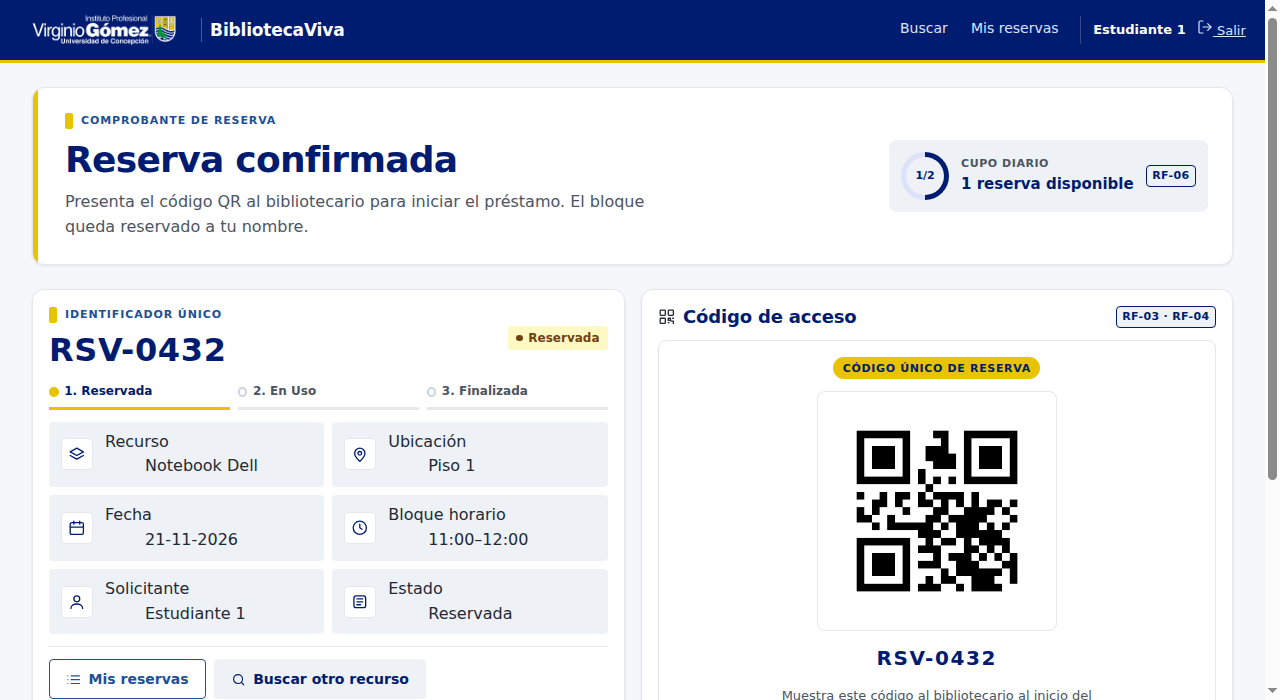 Instituto Profesional
VirginioGómez
Universidad de Concepción
BibliotecaViva
Buscar
Mis reservas
Estudiante 1
Salir
COMPROBANTE DE RESERVA
Reserva confirmada
Presenta el código QR al bibliotecario para iniciar el préstamo. El bloque
queda reservado a tu nombre.
1/2
CUPO DIARIO
1 reserva disponible
RF-06
IDENTIFICADOR ÚNICO
RSV-0432
Reservada
1. Reservada
2. En Uso
3. Finalizada
Recurso
Notebook Dell
Ubicación
Piso 1
Fecha
21-11-2026
Bloque horario
11:00–12:00
Solicitante
Estudiante 1
Estado
Reservada
Mis reservas
Buscar otro recurso
Código de acceso
RF-03 · RF-04
CÓDIGO ÚNICO DE RESERVA
RSV-0432
Muestra este código al bibliotecario al inicio del